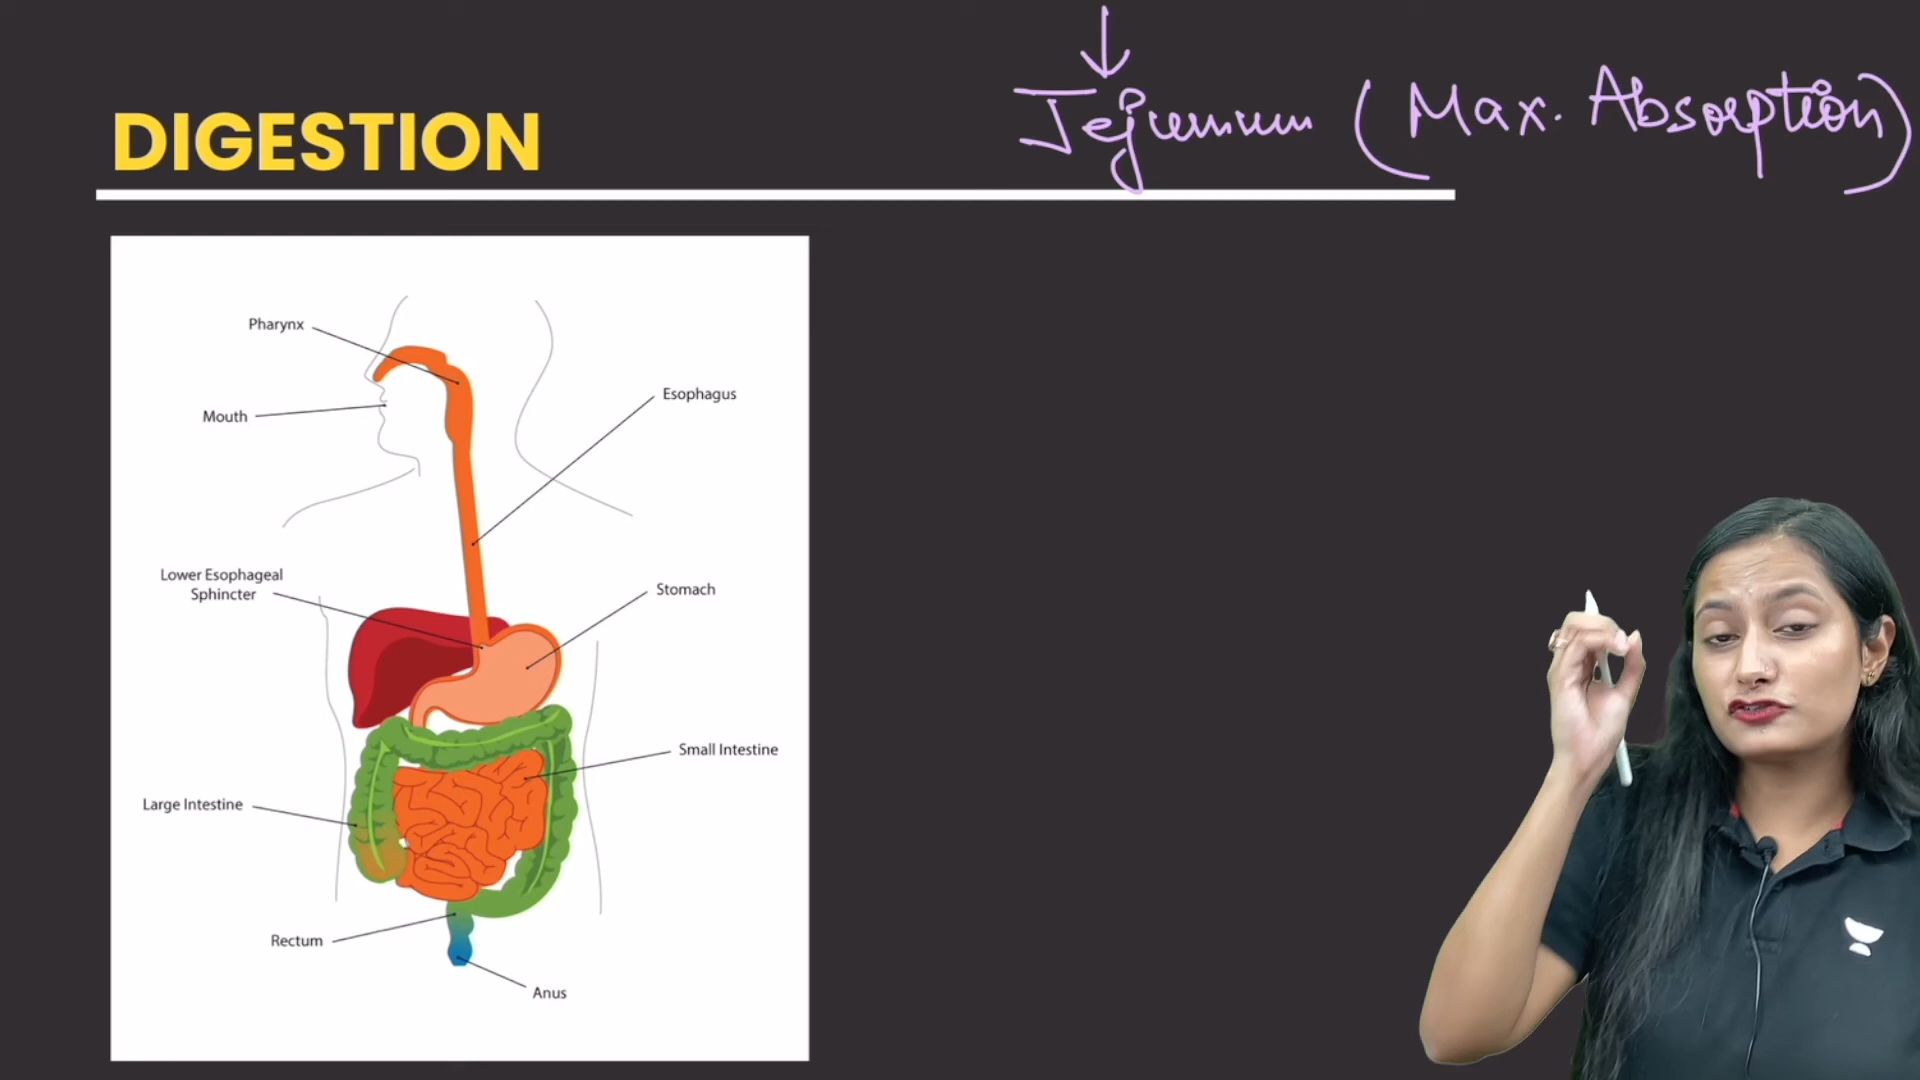 Jejunum (Max. Absorption)
DIGESTION
Pharynx
Esophagus
Mouth
Lower Esophageal
Sphincter
Stomach
Small Intestine
Large Intestine
Rectum
Anus